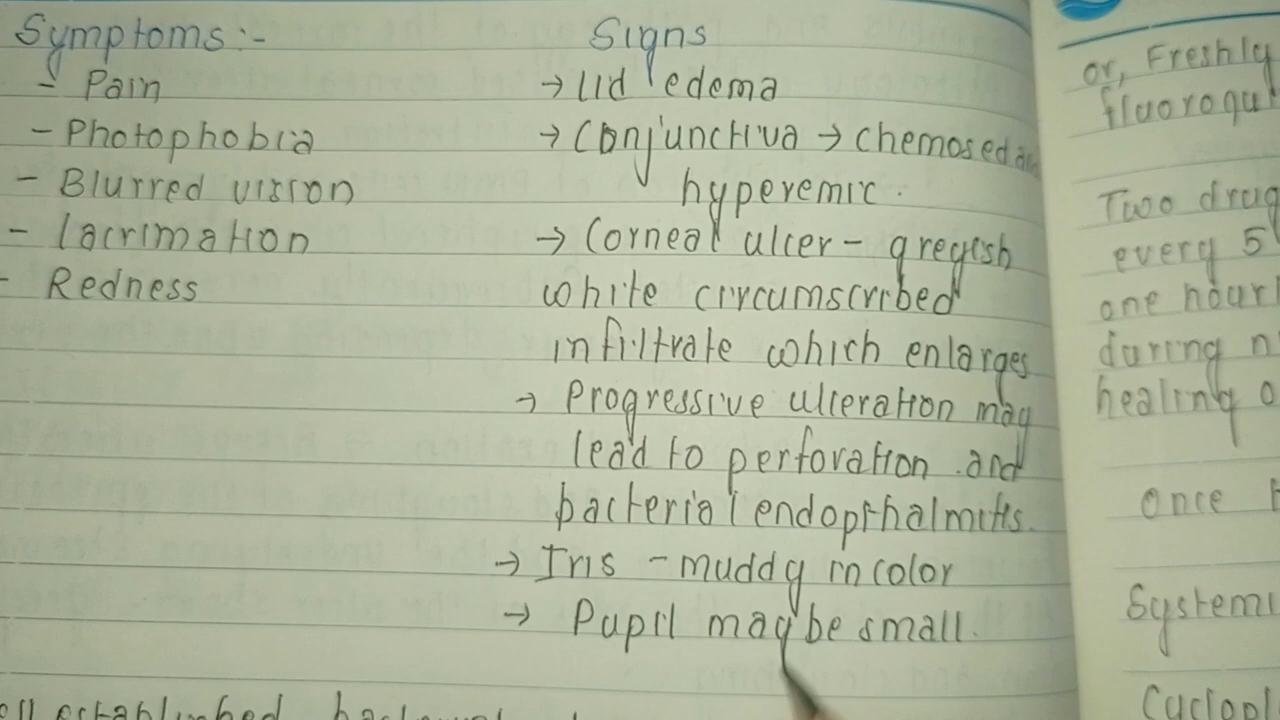 Symptoms :-
- Pain
- Photophobia
- Blurred vision
- lacrimation
- Redness
Signs
→ lid edema
→ Conjunctiva → chemosed and
hyperemic.
→ Corneal ulcer - greyish
white circumscribed
infiltrate which enlarges
→ Progressive ulceration may
lead to perforation and
bacterial endopthalmitis.
→ Iris - muddy in color
→ Pupil may be small.
or, Freshly
fluoroqu
Two drug
every 5
one hour
during n
healing o
once
Systemi
Cyclopl